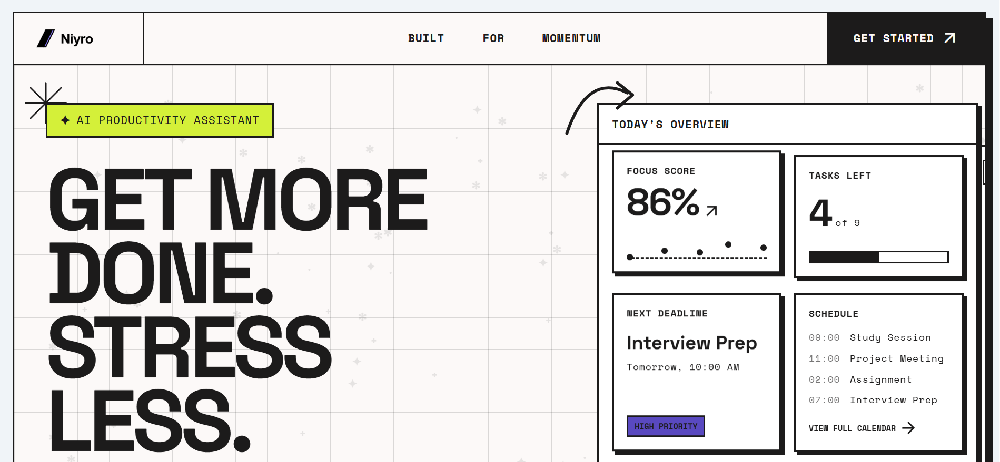 Niyro
BUILT FOR MOMENTUM
GET STARTED
AI PRODUCTIVITY ASSISTANT
GET MORE
DONE.
STRESS
LESS.
TODAY'S OVERVIEW
FOCUS SCORE
86%
TASKS LEFT
4 of 9
NEXT DEADLINE
Interview Prep
Tomorrow, 10:00 AM
HIGH PRIORITY
SCHEDULE
09:00 Study Session
11:00 Project Meeting
02:00 Assignment
07:00 Interview Prep
VIEW FULL CALENDAR